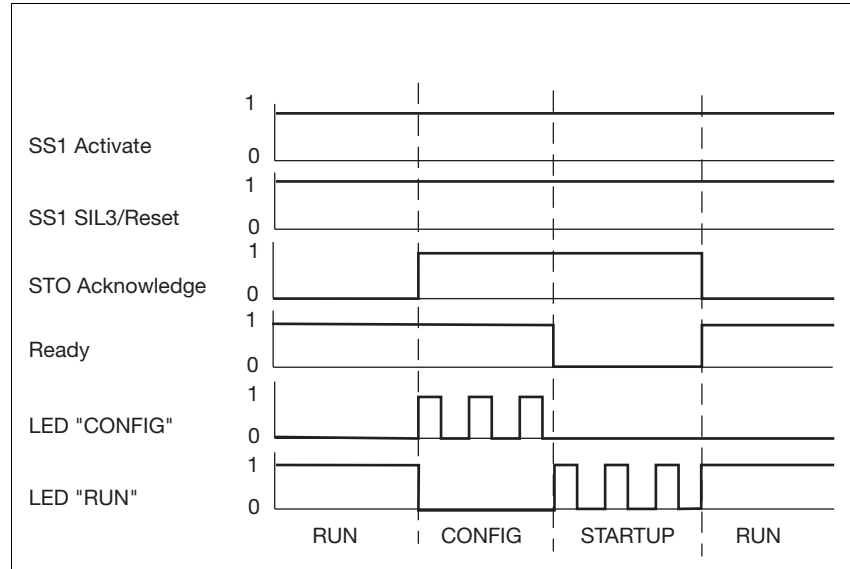 1
SS1 Activate
0
1
SS1 SIL3/Reset
0
1
STO Acknowledge
0
1
Ready
0
1
LED "CONFIG"
0
1
LED "RUN"
0
RUN CONFIG STARTUP RUN